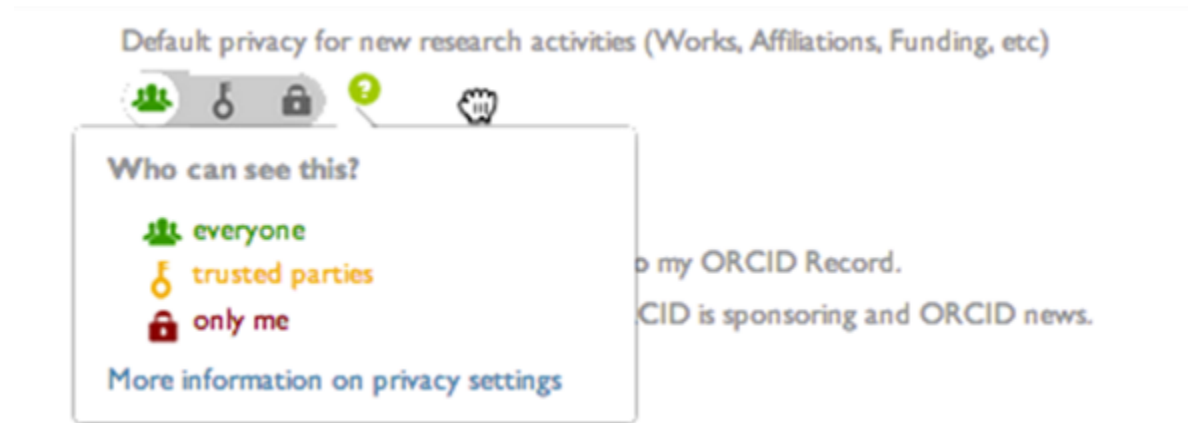 Default privacy for new research activities (Works, Affiliations, Funding, etc)
?
Who can see this?
everyone
trusted parties
o my ORCID Record.
only me
CID is sponsoring and ORCID news.
More information on privacy settings